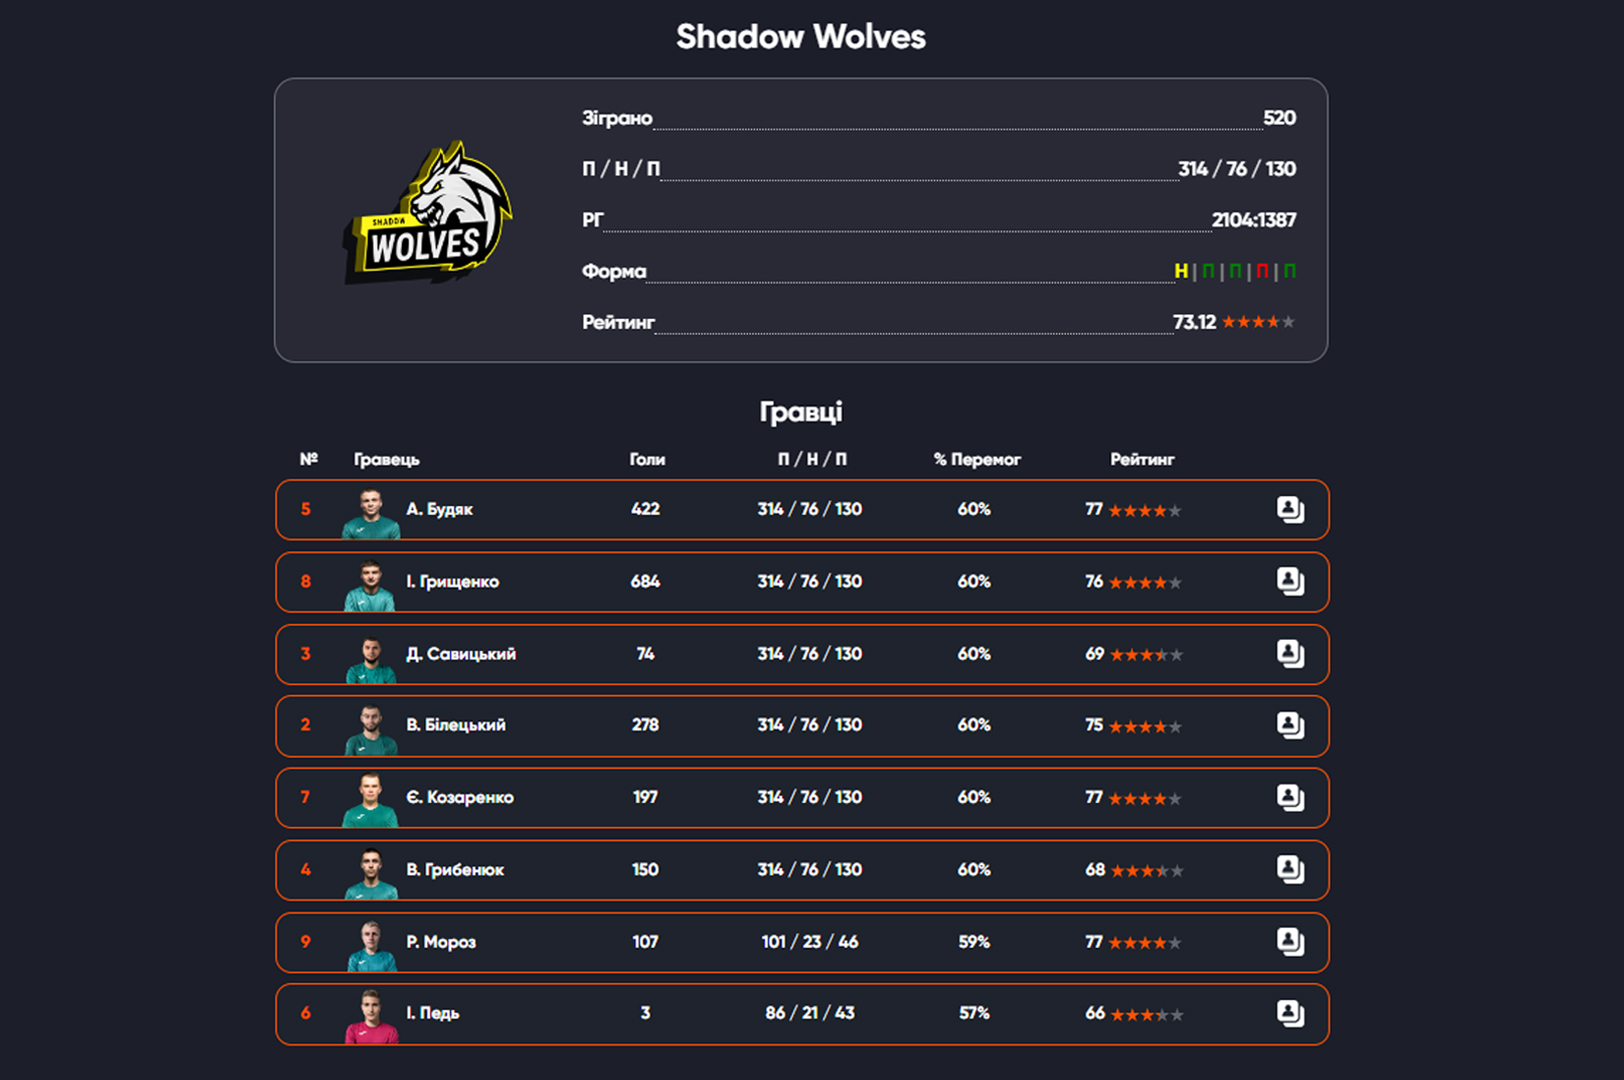 Shadow Wolves
SHADOW
WOLVES
Зіграно 520
П / Н / П 314 / 76 / 130
РГ 2104:1387
Форма Н | П | П | П | П
Рейтинг 73.12
Гравці
№ Гравець Голи П / Н / П % Перемог Рейтинг
5 А. Будяк 422 314 / 76 / 130 60% 77
8 І. Грищенко 684 314 / 76 / 130 60% 76
3 Д. Савицький 74 314 / 76 / 130 60% 69
2 В. Білецький 278 314 / 76 / 130 60% 75
7 Є. Козаренко 197 314 / 76 / 130 60% 77
4 В. Грибенюк 150 314 / 76 / 130 60% 68
9 Р. Мороз 107 101 / 23 / 46 59% 77
6 І. Педь 3 86 / 21 / 43 57% 66